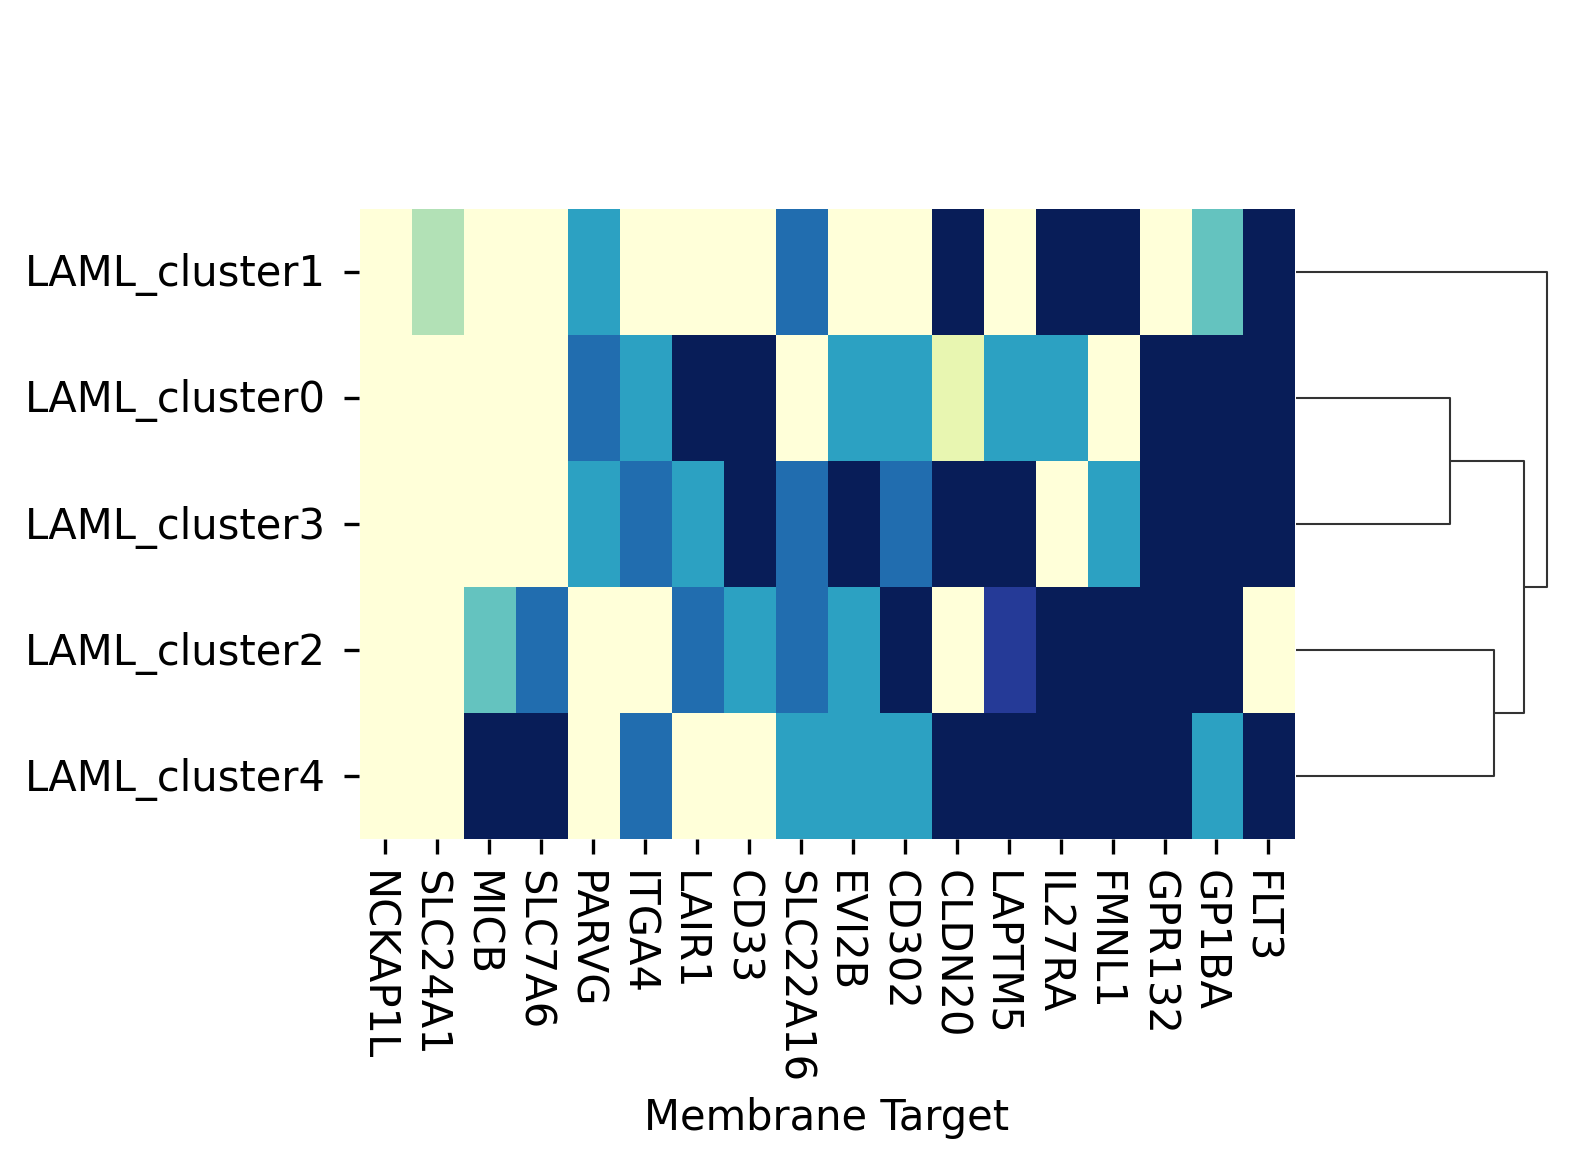 LAML_cluster1
LAML_cluster0
LAML_cluster3
LAML_cluster2
LAML_cluster4
NCKAP1L
SLC24A1
MICB
SLC7A6
PARVG
ITGA4
LAIR1
CD33
SLC22A16
EVI2B
CD302
CLDN20
LAPTM5
IL27RA
FMNL1
GPR132
GP1BA
FLT3
Membrane Target